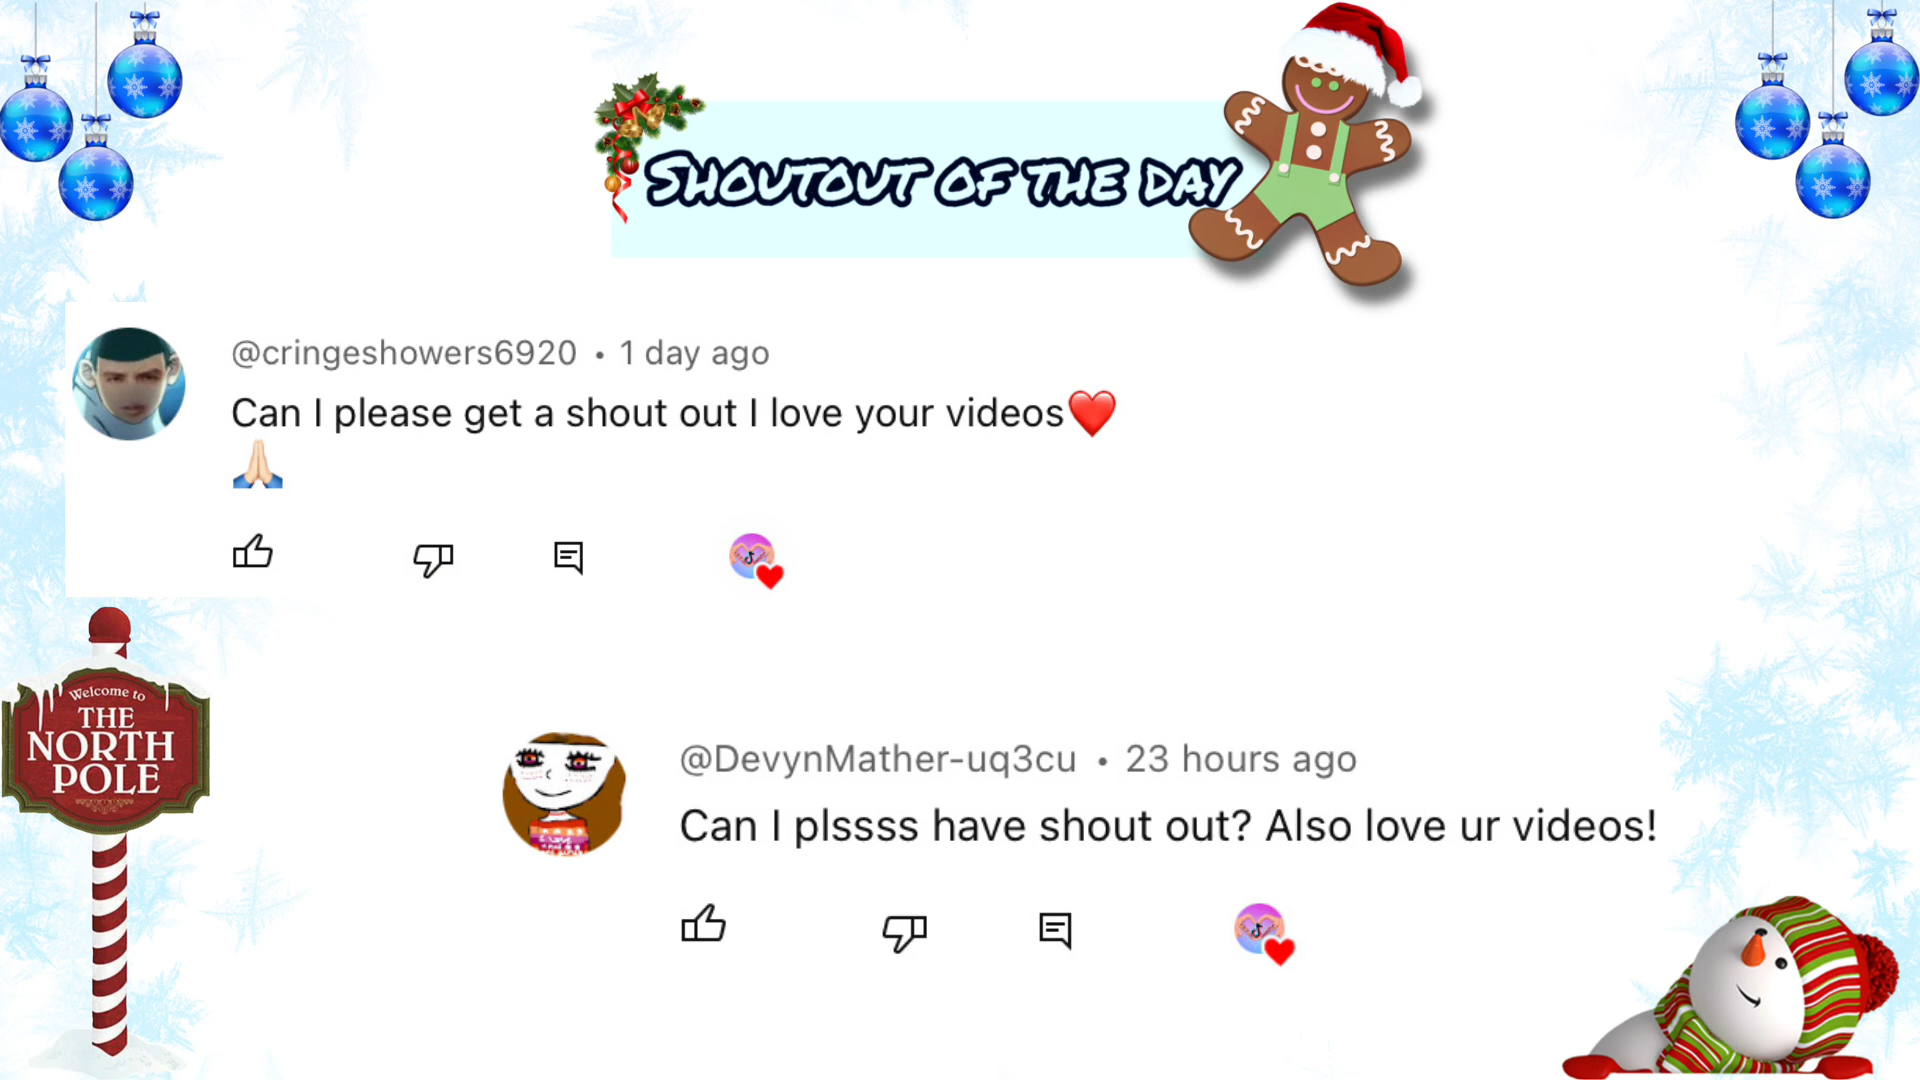 Shoutout of the day
@cringeshowers6920 • 1 day ago
Can I please get a shout out I love your videos❤️
🙏🏻
Welcome to
THE
NORTH
POLE
@DevynMather-uq3cu • 23 hours ago
Can I plssss have shout out? Also love ur videos!